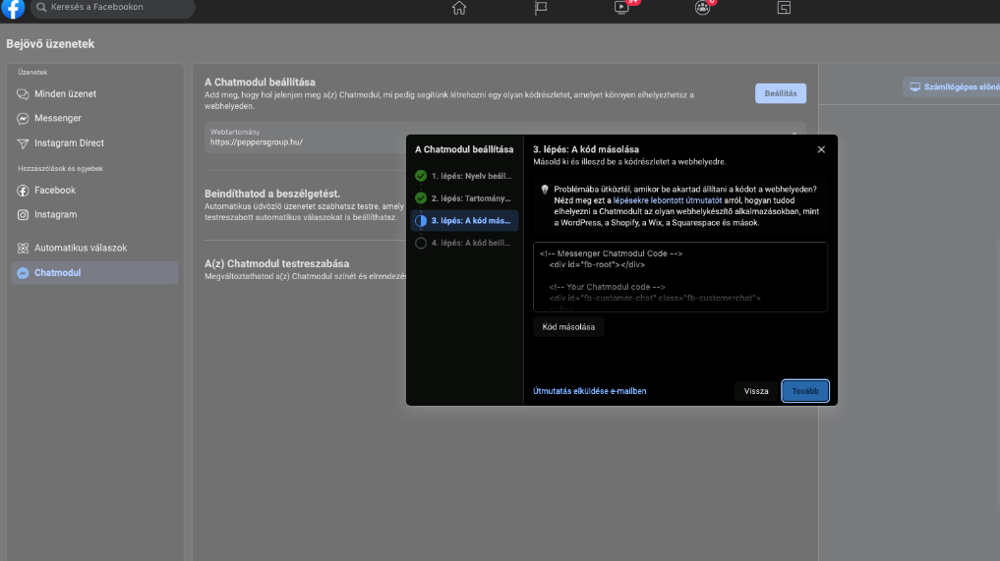 Keresés a Facebookon
9+
6
Bejövő üzenetek
Üzenetek
Minden üzenet
Messenger
Instagram Direct
Hozzászólások és egyebek
Facebook
Instagram
Automatikus válaszok
Chatmodul
A Chatmodul beállítása
Add meg, hogy hol jelenjen meg a(z) Chatmodul, mi pedig segítünk létrehozni egy olyan kódrészletet, amelyet könnyen elhelyezhetsz a
webhelyeden.
Beállítás
Webtartomány
https://peppersgroup.hu/
Beindíthatod a beszélgetést.
Automatikus üdvözlő üzenetet szabhatsz testre, amely
testreszabott automatikus válaszokat is beállíthatsz.
A(z) Chatmodul testreszabása
Megváltoztathatod a(z) Chatmodul színét és elrendezés
Számítógépes előné
A Chatmodul beállítása
1. lépés: Nyelv beáll...
2. lépés: Tartomány...
3. lépés: A kód más...
4. lépés: A kód beill...
3. lépés: A kód másolása
Másold ki és illeszd be a kódrészletet a webhelyedre.
Problémába ütköztél, amikor be akartad állítani a kódot a webhelyeden?
Nézd meg ezt a lépésekre lebontott útmutatót arról, hogyan tudod
elhelyezni a Chatmodult az olyan webhelykészítő alkalmazásokban, mint
a WordPress, a Shopify, a Wix, a Squarespace és mások.
<!-- Messenger Chatmodul Code -->
<div id="fb-root"></div>
<!-- Your Chatmodul code -->
<div id="fb-customer-chat" class="fb-customerchat">
</div>
Kód másolása
Útmutatás elküldése e-mailben
Vissza
Tovább